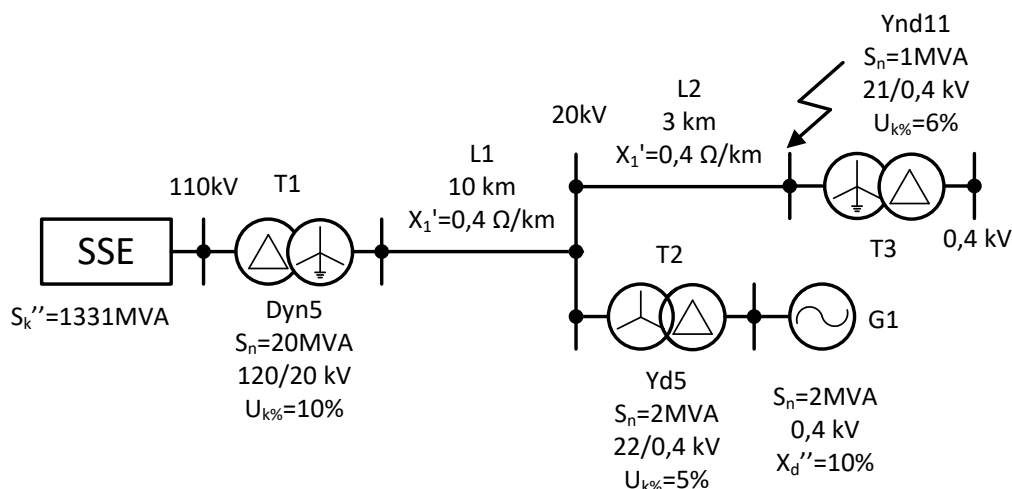 Ynd11
Sn=1MVA
21/0,4 kV
Uk%=6%
L2
3 km
X1'=0,4 Ω/km
20kV
L1
10 km
X1'=0,4 Ω/km
110kV
T1
SSE
Sk''=1331MVA
Dyn5
Sn=20MVA
120/20 kV
Uk%=10%
T3
0,4 kV
T2
G1
Yd5
Sn=2MVA
22/0,4 kV
Uk%=5%
Sn=2MVA
0,4 kV
Xd''=10%